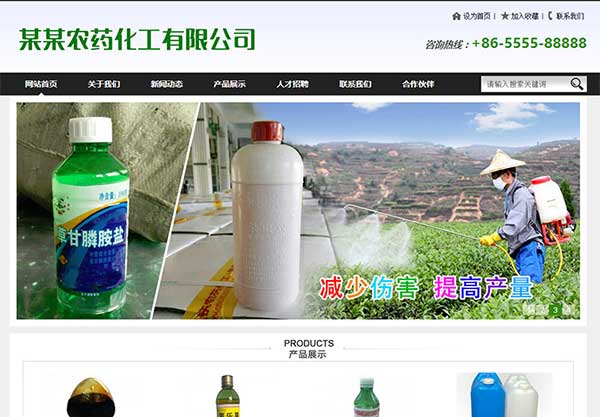 设为首页 | 加入收藏 | 联系我们
某某农药化工有限公司
咨询热线：+86-5555-88888
网站首页 关于我们 新闻动态 产品展示 人才招聘 联系我们 合作伙伴
请输入搜索关键词
草甘膦胺盐
减少伤害 提高产量
3
PRODUCTS
产品展示